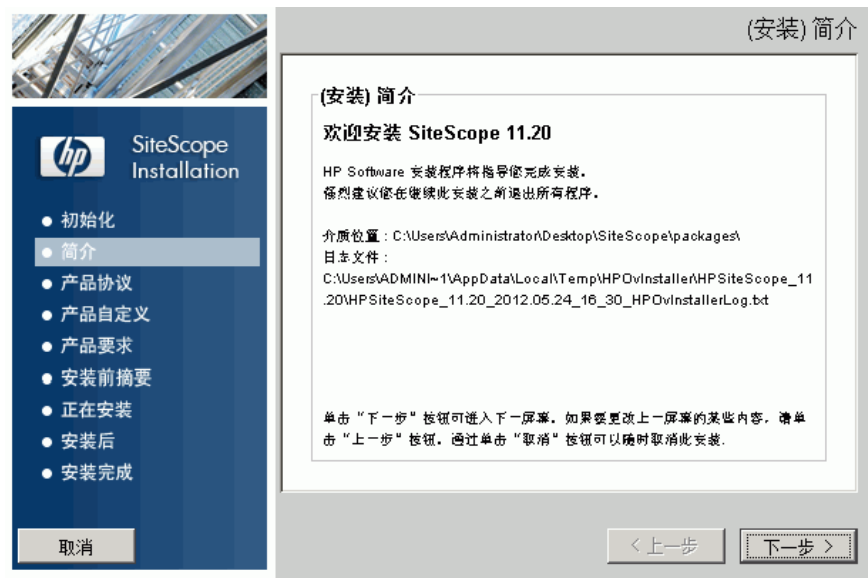 (安装) 简介
hp
SiteScope
Installation
初始化
简介
产品协议
产品自定义
产品要求
安装前摘要
正在安装
安装后
安装完成
取消
(安装) 简介
欢迎安装 SiteScope 11.20
HP Software 安装程序将指导您完成安装。
强烈建议您在继续此安装之前退出所有程序。
介质位置：C:\Users\Administrator\Desktop\SiteScope\packages\
日志文件：
C:\Users\ADMINI~1\AppData\Local\Temp\HPOvInstaller\HPSiteScope_11
.20\HPSiteScope_11.20_2012.05.24_16_30_HPOvInstallerLog.txt
单击“下一步”按钮可进入下一屏幕。如果要更改上一屏幕的某些内容，请单
击“上一步”按钮。通过单击“取消”按钮可以随时取消此安装.
< 上一步
下一步 >